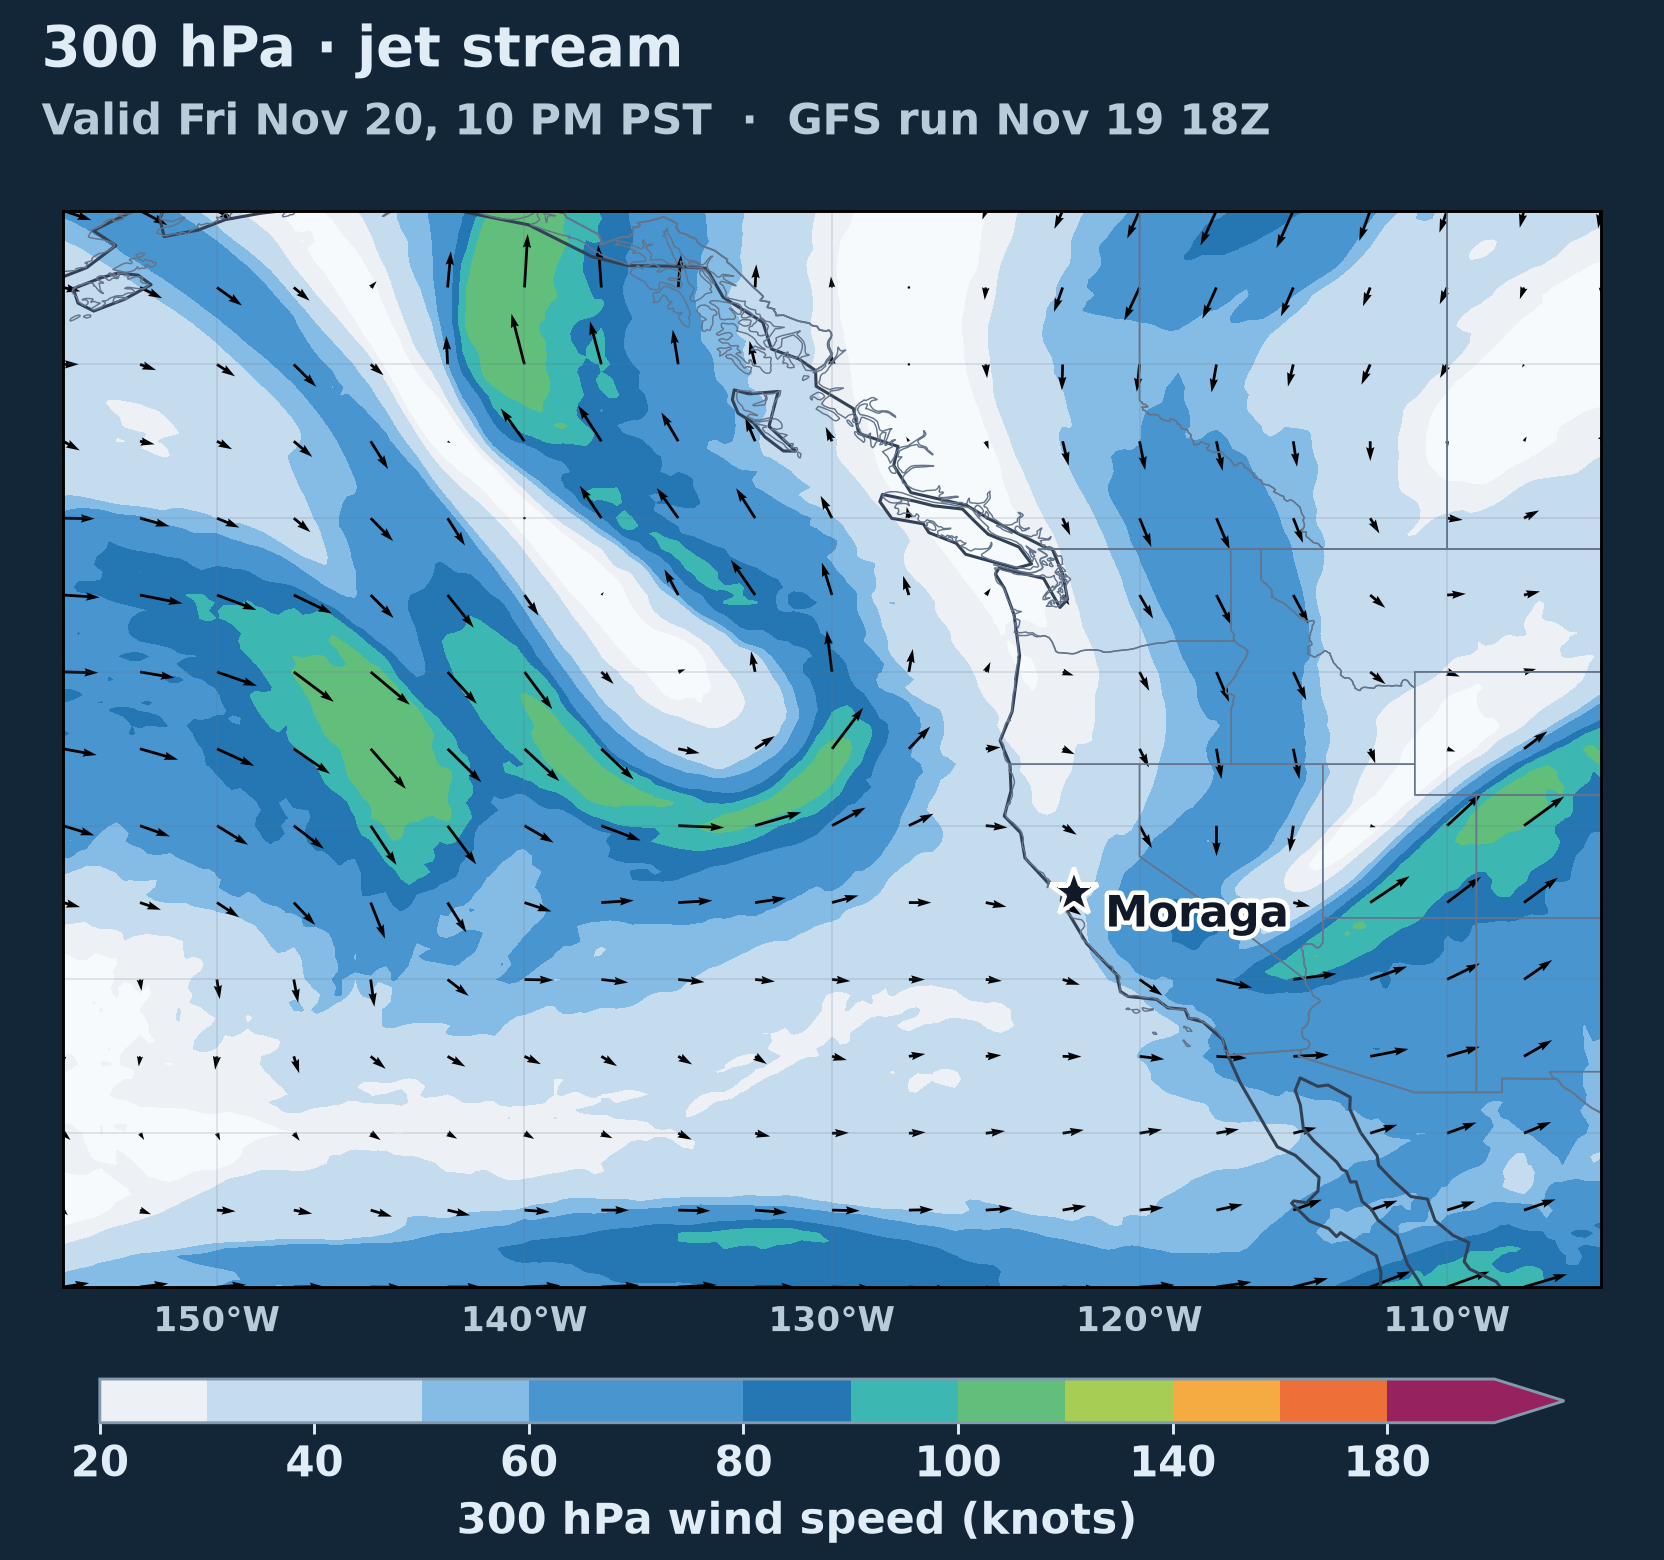 300 hPa · jet stream
Valid Fri Nov 20, 10 PM PST · GFS run Nov 19 18Z
Moraga
150°W 140°W 130°W 120°W 110°W
20 40 60 80 100 140 180
300 hPa wind speed (knots)